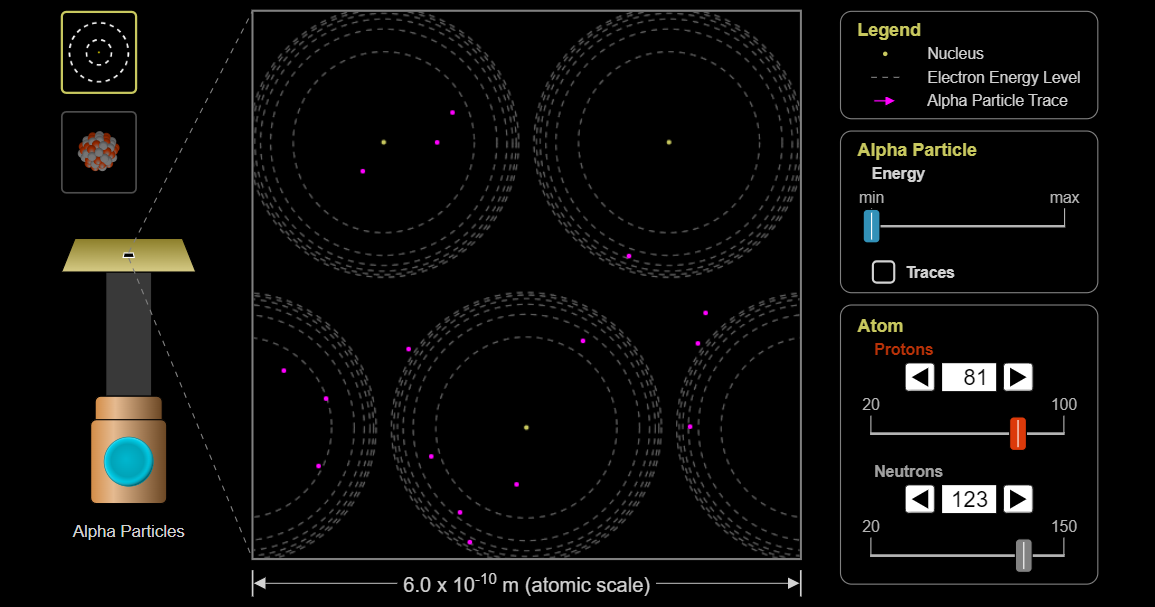 Legend
Nucleus
Electron Energy Level
Alpha Particle Trace
Alpha Particle
Energy
min max
Traces
Atom
Protons
81
20 100
Neutrons
123
20 150
Alpha Particles
6.0 x 10⁻¹⁰ m (atomic scale)